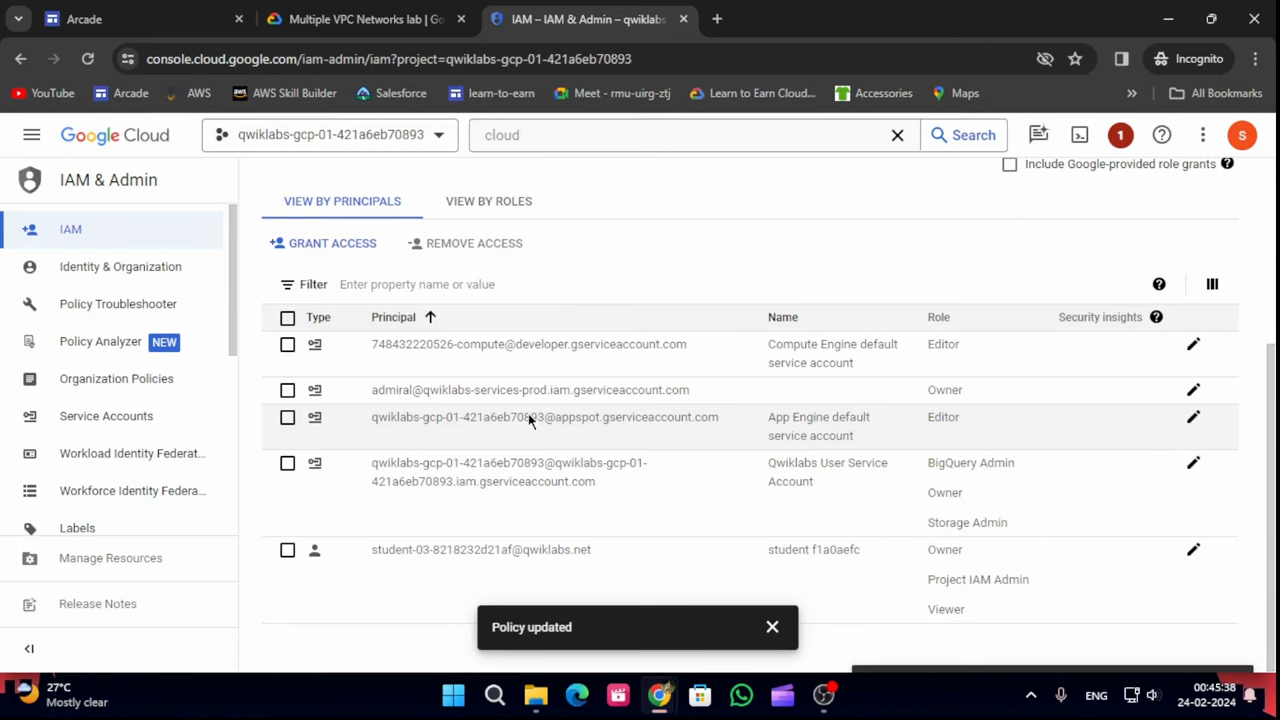 Arcade
Multiple VPC Networks lab | Go
IAM – IAM & Admin – qwiklabs
console.cloud.google.com/iam-admin/iam?project=qwiklabs-gcp-01-421a6eb70893
Incognito
YouTube
Arcade
AWS
AWS Skill Builder
Salesforce
learn-to-earn
Meet - rmu-uirg-ztj
Learn to Earn Cloud...
Accessories
Maps
All Bookmarks
Google Cloud
qwiklabs-gcp-01-421a6eb70893
cloud
Search
1
S
IAM & Admin
Include Google-provided role grants
VIEW BY PRINCIPALS
VIEW BY ROLES
IAM
GRANT ACCESS
REMOVE ACCESS
Identity & Organization
Filter Enter property name or value
Policy Troubleshooter
Type Principal Name Role Security insights
Policy Analyzer NEW
748432220526-compute@developer.gserviceaccount.com Compute Engine default Editor
service account
Organization Policies
admiral@qwiklabs-services-prod.iam.gserviceaccount.com Owner
Service Accounts
qwiklabs-gcp-01-421a6eb70893@appspot.gserviceaccount.com App Engine default Editor
service account
Workload Identity Federat...
qwiklabs-gcp-01-421a6eb70893@qwiklabs-gcp-01- Qwiklabs User Service BigQuery Admin
421a6eb70893.iam.gserviceaccount.com Account
Workforce Identity Federa...
Owner
Labels
Storage Admin
Manage Resources
student-03-8218232d21af@qwiklabs.net student f1a0aefc Owner
Project IAM Admin
Release Notes
Viewer
Policy updated
27°C
Mostly clear
ENG
00:45:38
24-02-2024